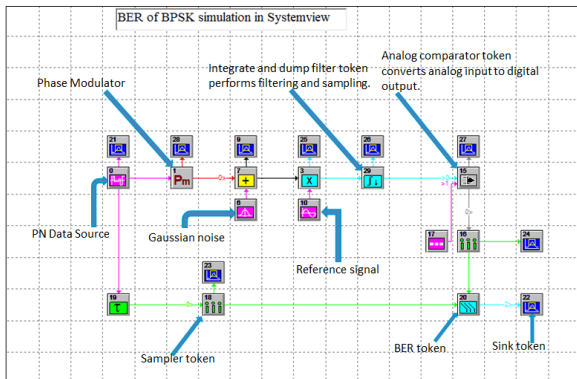 BER of BPSK simulation in Systemview
Phase Modulator
Integrate and dump filter token
performs filtering and sampling.
Analog comparator token
converts analog input to digital
output.
21
28
9
25
26
27
0
1
Pm
7
+
3
X
29
15
PN Data Source
Gaussian noise
10
Reference signal
17
16
24
23
19
τ
18
20
22
Sampler token
BER token
Sink token